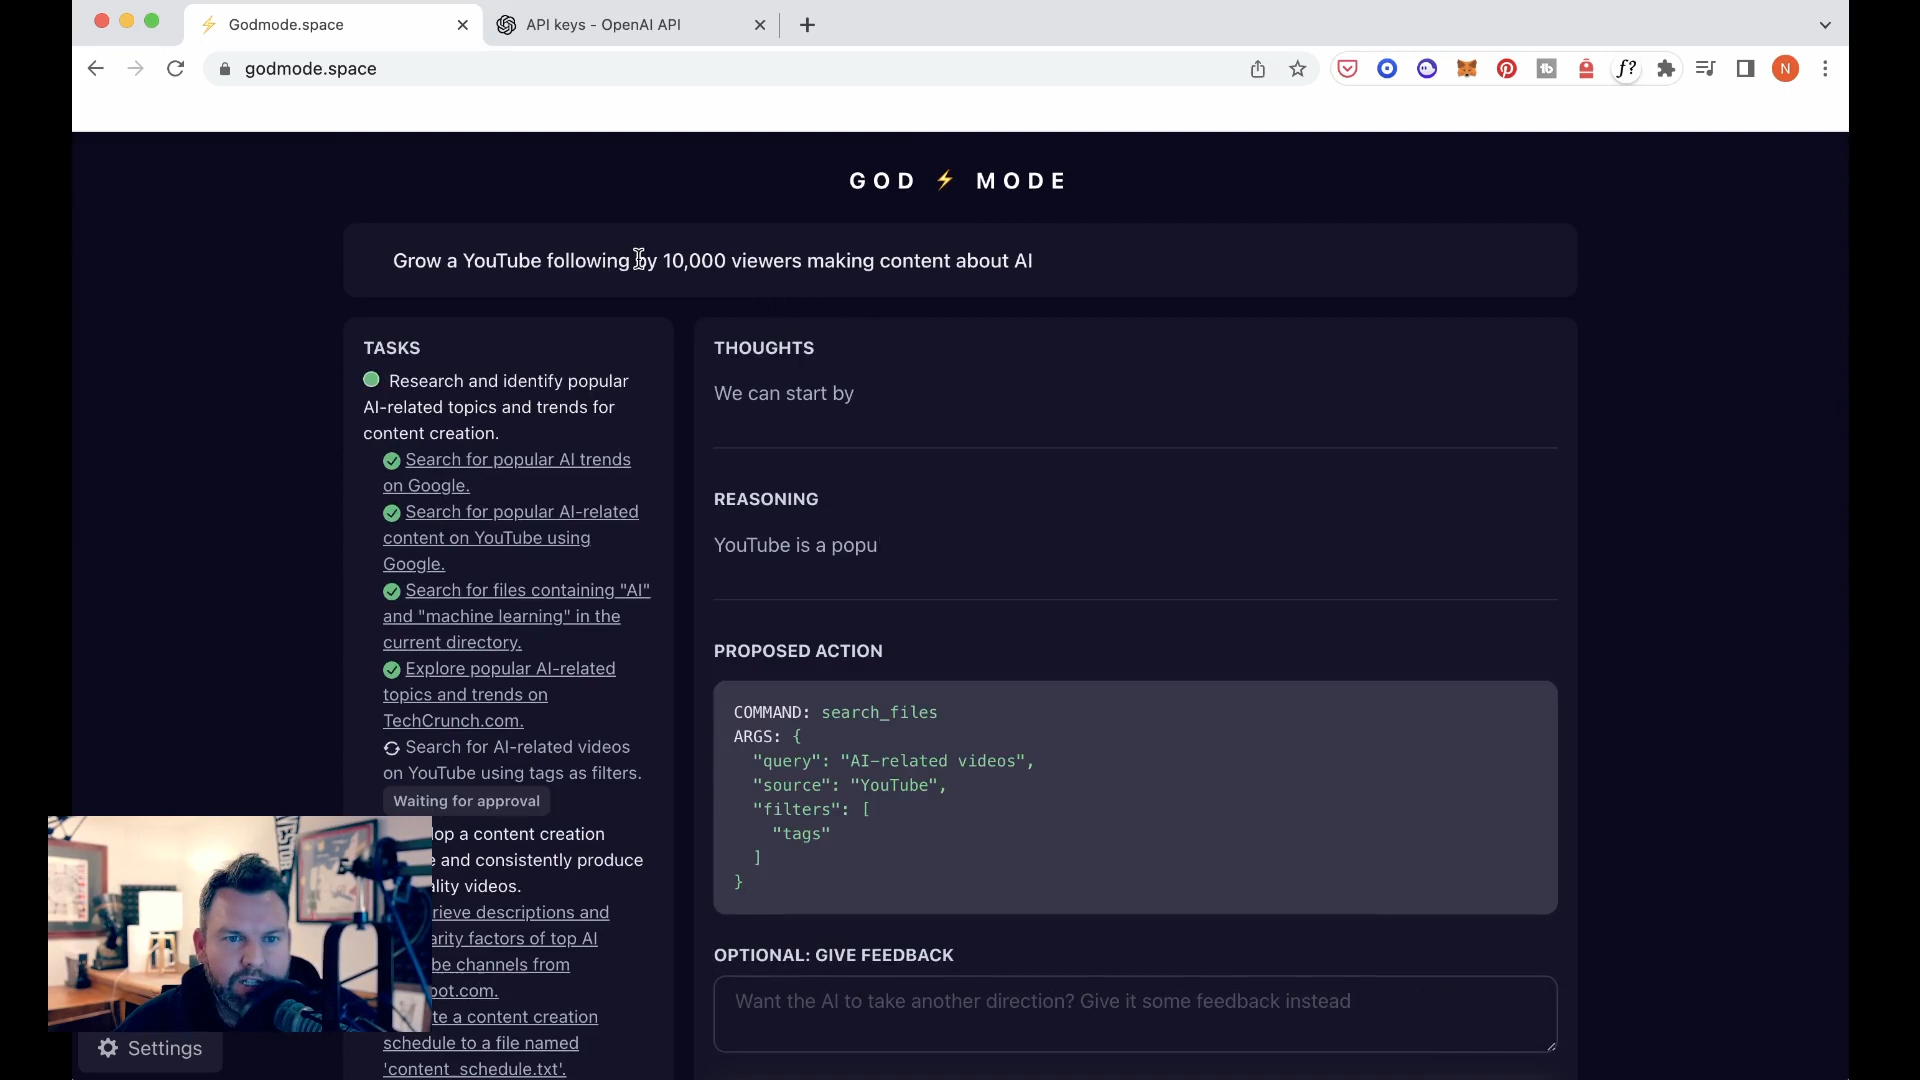 Godmode.space
API keys - OpenAI API
godmode.space
f?
N
GOD ⚡ MODE
Grow a YouTube following by 10,000 viewers making content about AI
TASKS
Research and identify popular
AI-related topics and trends for
content creation.
Search for popular AI trends
on Google.
Search for popular AI-related
content on YouTube using
Google.
Search for files containing "AI"
and "machine learning" in the
current directory.
Explore popular AI-related
topics and trends on
TechCrunch.com.
Search for AI-related videos
on YouTube using tags as filters.
Waiting for approval
lop a content creation
e and consistently produce
lity videos.
rieve descriptions and
arity factors of top AI
be channels from
pot.com.
te a content creation
schedule to a file named
'content_schedule.txt'.
Settings
THOUGHTS
We can start by
REASONING
YouTube is a popu
PROPOSED ACTION
COMMAND: search_files
ARGS: {
"query": "AI-related videos",
"source": "YouTube",
"filters": [
"tags"
]
}
OPTIONAL: GIVE FEEDBACK
Want the AI to take another direction? Give it some feedback instead